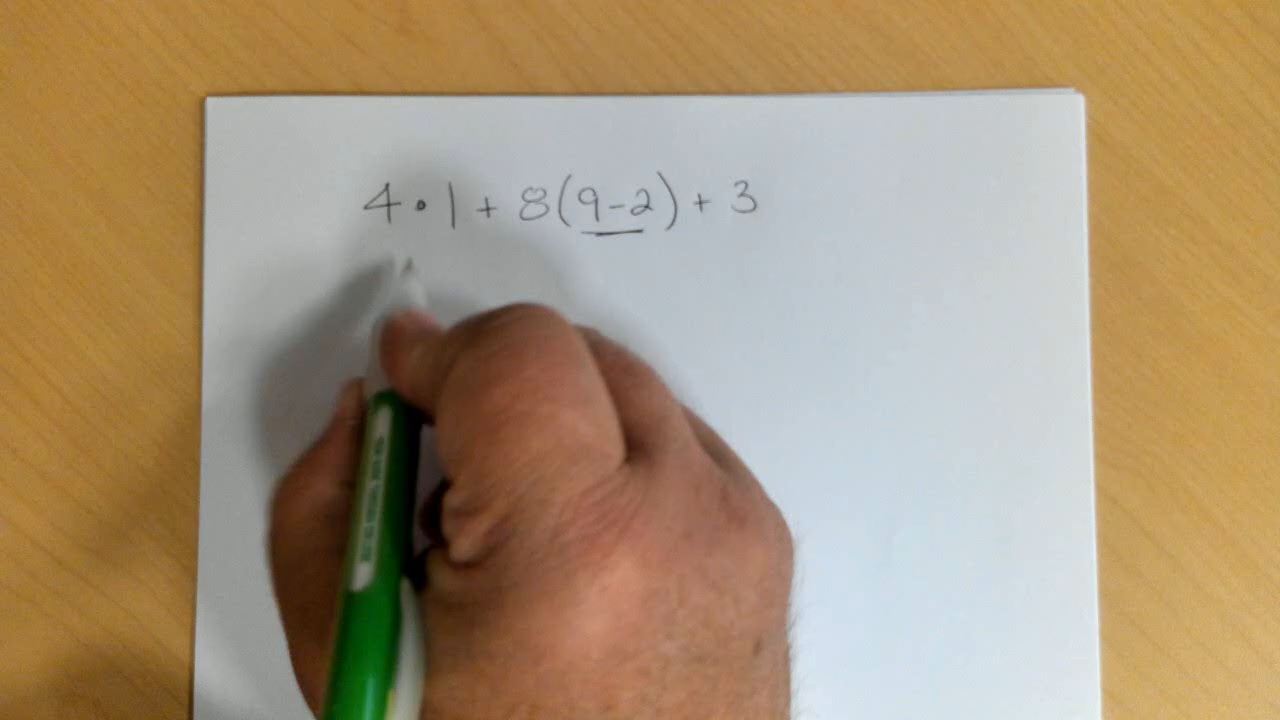 4 • 1 + 8(9-2) + 3